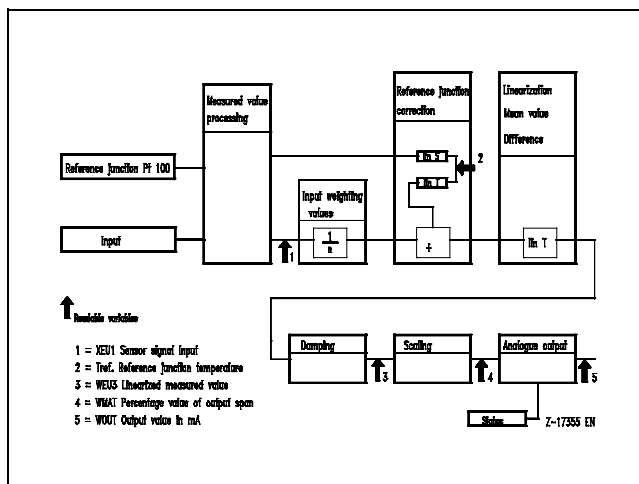 Measured value
processing
Reference junction
correction
Linearization
Mean value
Difference
lin S
2
Reference junction Pt 100
lin T
Input weighting
values
Input
1
n
1
+
lin T
Readable variables
Damping
Scaling
Analogue output
1 = XEU1 Sensor signal input
2 = Tref. Reference junction temperature
3 = WEU3 Linearized measured value
4 = WMAT Percentage value of output span
5 = WOUT Output value in mA
3
4
5
Status
Z-17355 EN